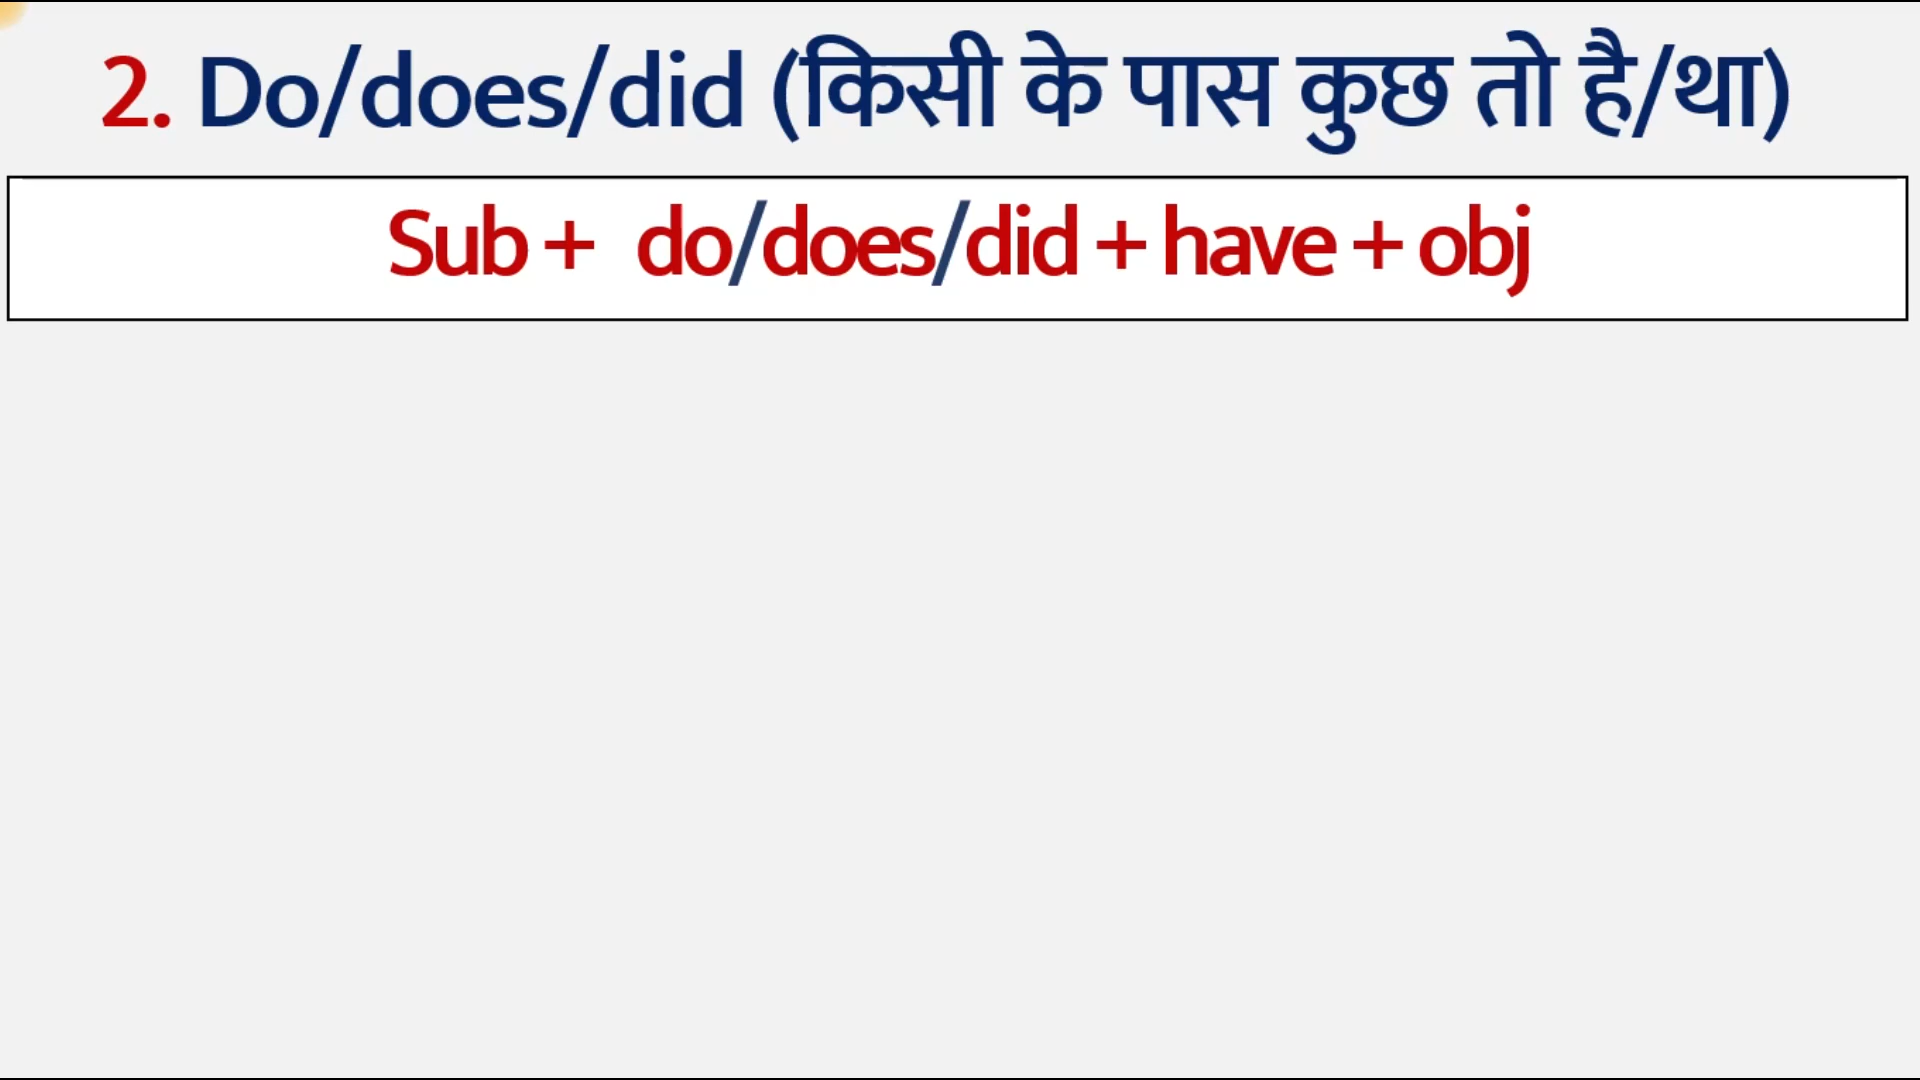 2. Do/does/did (किसी के पास कुछ तो है/था)
Sub + do/does/did + have + obj